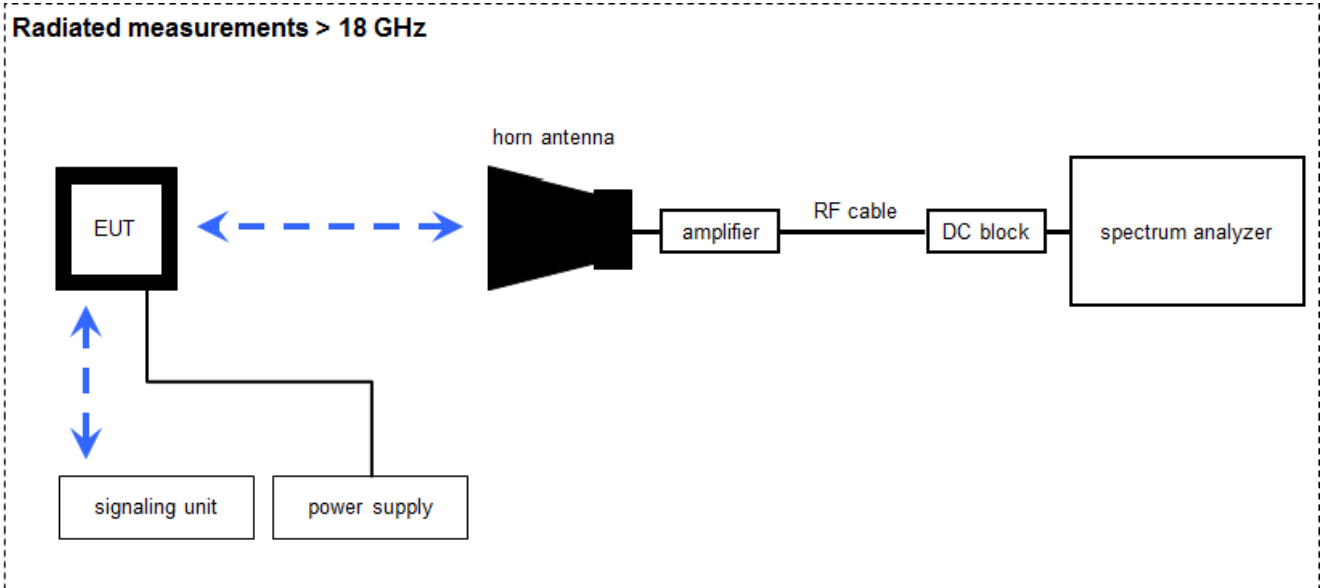 Radiated measurements > 18 GHz
horn antenna
EUT
amplifier
RF cable
DC block
spectrum analyzer
signaling unit
power supply